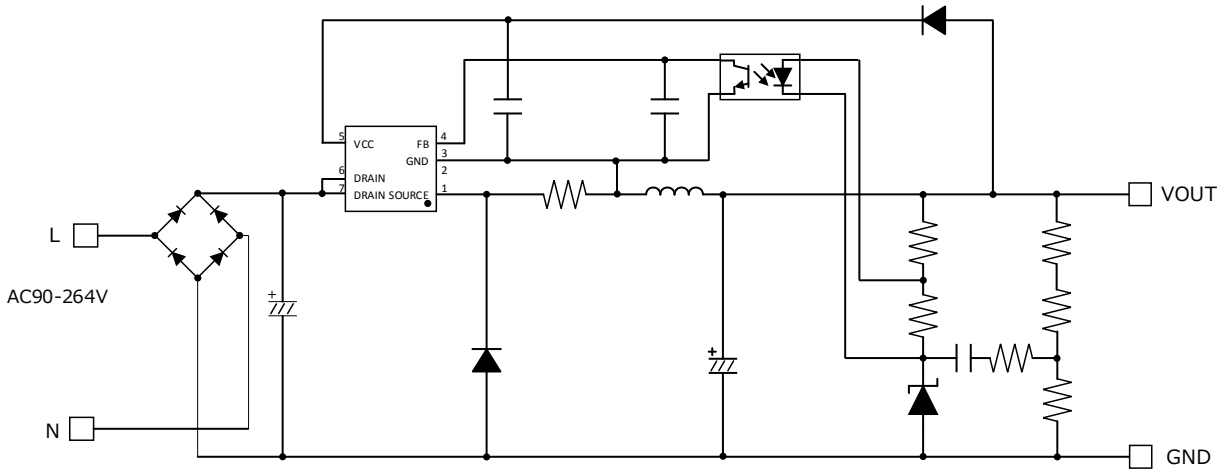 5 VCC FB 4
GND 3
6 DRAIN 2
7 DRAIN SOURCE 1
VOUT
L
AC90-264V
+
+
N
GND